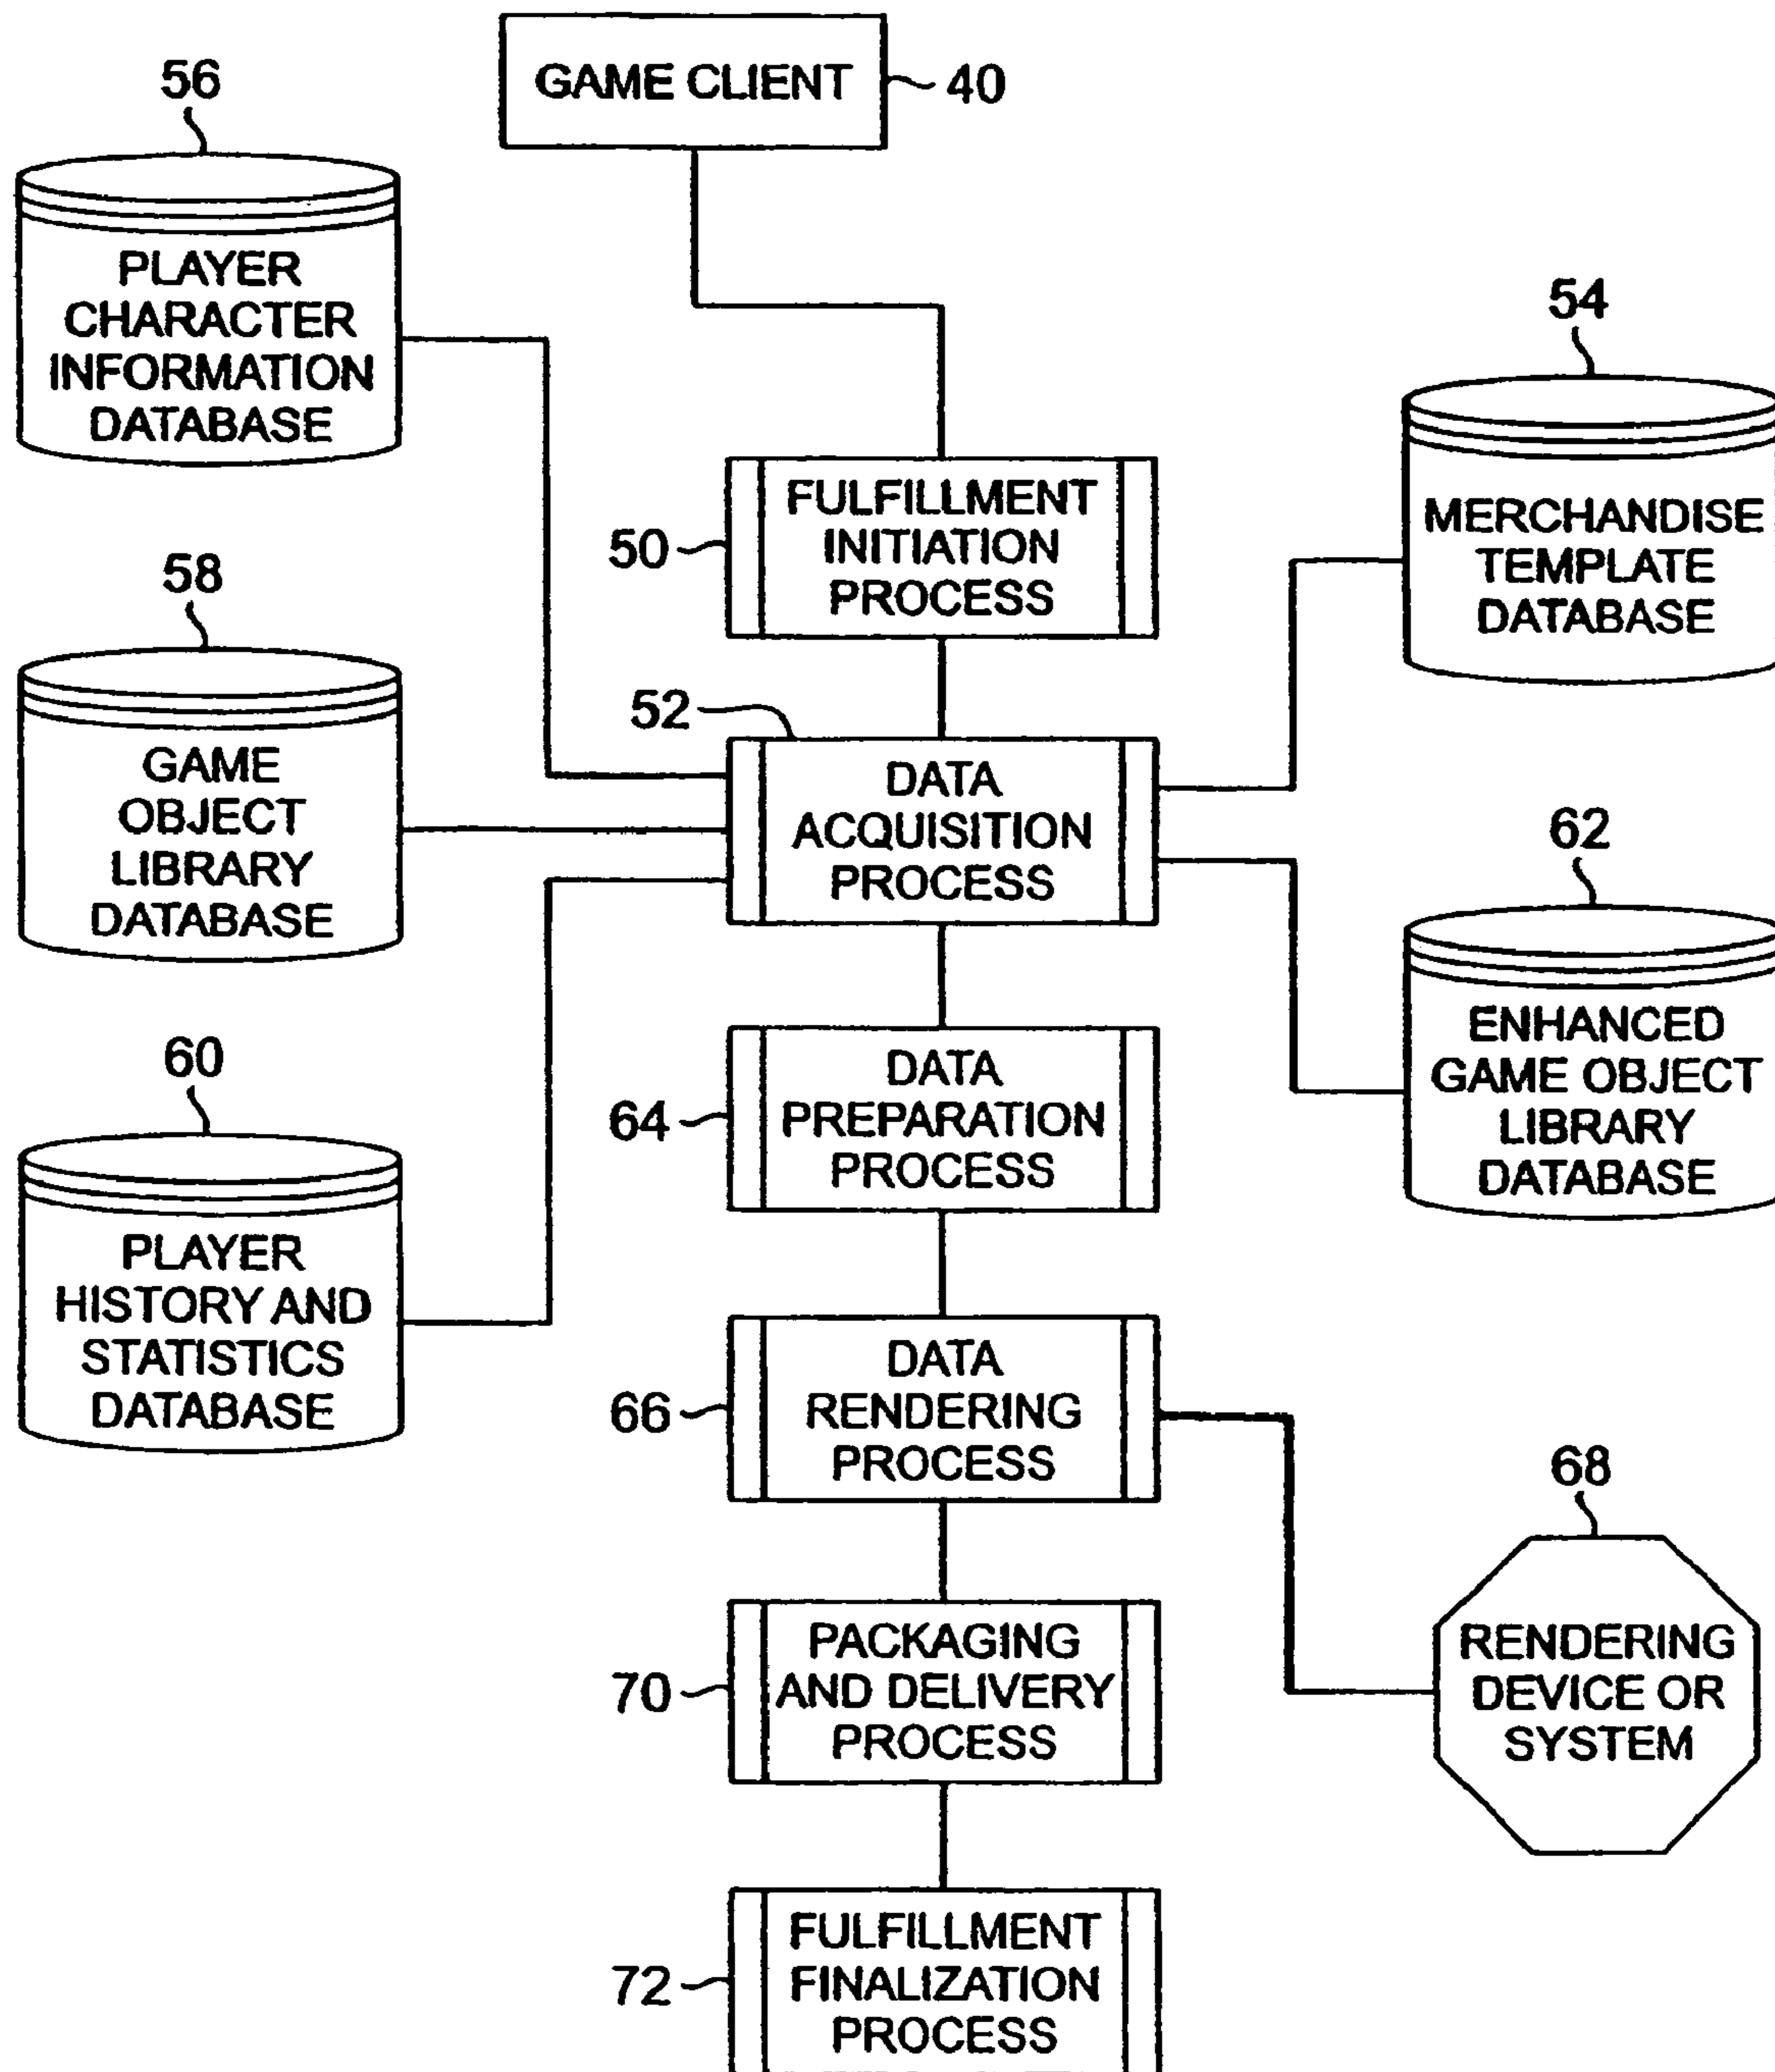 GAME CLIENT
40
56
PLAYER
CHARACTER
INFORMATION
DATABASE
54
MERCHANDISE
TEMPLATE
DATABASE
50
FULFILLMENT
INITIATION
PROCESS
58
GAME
OBJECT
LIBRARY
DATABASE
52
DATA
ACQUISITION
PROCESS
62
ENHANCED
GAME OBJECT
LIBRARY
DATABASE
60
PLAYER
HISTORY AND
STATISTICS
DATABASE
64
DATA
PREPARATION
PROCESS
66
DATA
RENDERING
PROCESS
68
RENDERING
DEVICE OR
SYSTEM
70
PACKAGING
AND DELIVERY
PROCESS
72
FULFILLMENT
FINALIZATION
PROCESS